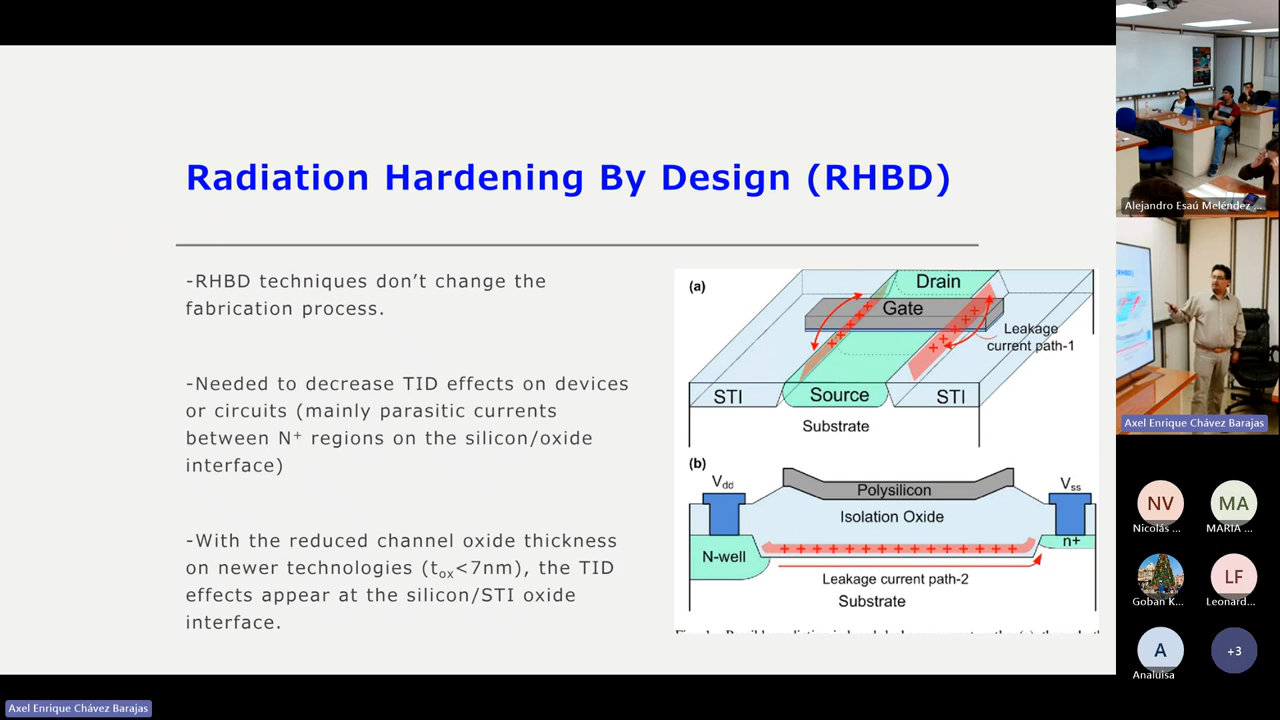 Radiation Hardening By Design (RHBD)
-RHBD techniques don't change the
fabrication process.
-Needed to decrease TID effects on devices
or circuits (mainly parasitic currents
between N⁺ regions on the silicon/oxide
interface)
-With the reduced channel oxide thickness
on newer technologies (tox<7nm), the TID
effects appear at the silicon/STI oxide
interface.
(a)
Drain
Gate
Leakage
current path-1
STI
Source
STI
Substrate
(b)
Vdd
Vss
Polysilicon
Isolation Oxide
N-well
n+
Leakage current path-2
Substrate
Alejandro Esaú Meléndez ...
Axel Enrique Chávez Barajas
NV
MA
Nicolás ...
MARIA ...
LF
Goban K...
Leonard...
A
+3
Analuisa
Axel Enrique Chávez Barajas